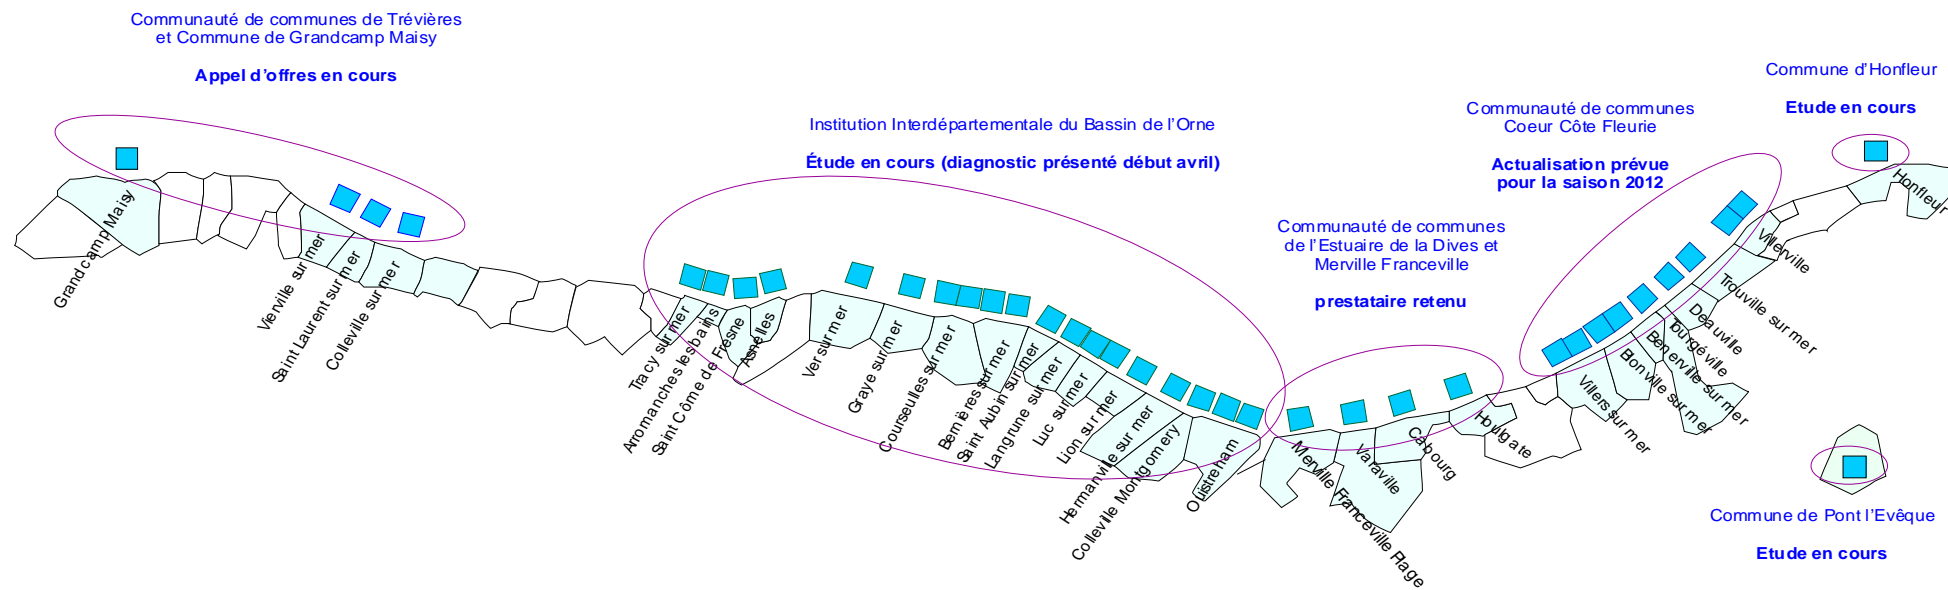 Communauté de communes de Trévières
et Commune de Grandcamp Maisy
Appel d'offres en cours
Institution Interdépartementale du Bassin de l'Orne
Étude en cours (diagnostic présenté début avril)
Communauté de communes
de l'Estuaire de la Dives et
Merville Franceville
prestataire retenu
Communauté de communes
Coeur Côte Fleurie
Actualisation prévue
pour la saison 2012
Commune d'Honfleur
Etude en cours
Commune de Pont l'Evêque
Etude en cours
Grandcamp Maisy
Vierville sur mer
Saint Laurent sur mer
Colleville sur mer
Tracy sur mer
Arromanches les bains
Saint Côme de Fresne
Asnelles
Ver sur mer
Graye sur mer
Courseulles sur mer
Bernières sur mer
Saint Aubin sur mer
Langrune sur mer
Luc sur mer
Lion sur mer
Hermanville sur mer
Colleville Montgomery
Ouistreham
Merville Franceville Plage
Varaville
Cabourg
Houlgate
Villers sur mer
Blonville sur mer
Benerville sur mer
Tourgéville
Deauville
Trouville sur mer
Villerville
Honfleur